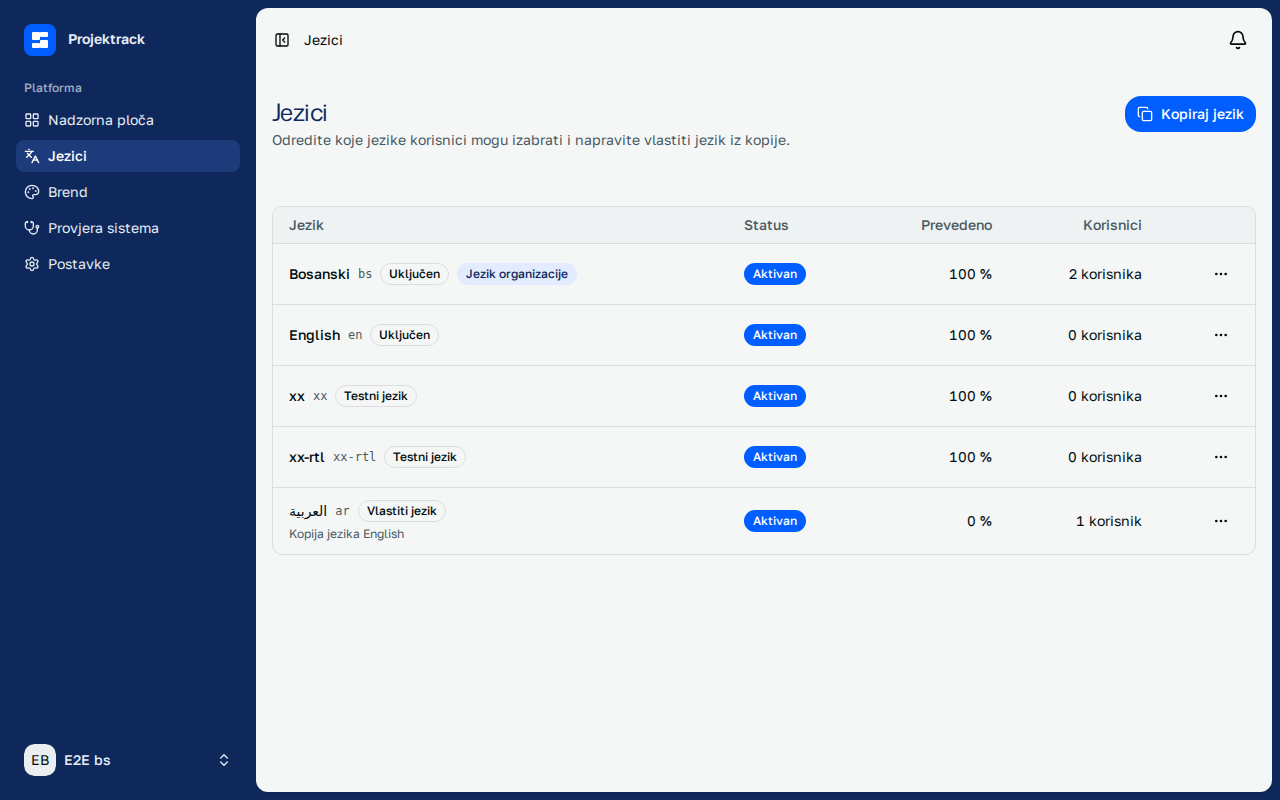 Projektrack
Platforma
Nadzorna ploča
Jezici
Brend
Provjera sistema
Postavke
EB E2E bs
Jezici
Jezici
Odredite koje jezike korisnici mogu izabrati i napravite vlastiti jezik iz kopije.
Kopiraj jezik
Jezik Status Prevedeno Korisnici
Bosanski bs Uključen Jezik organizacije Aktivan 100 % 2 korisnika
English en Uključen Aktivan 100 % 0 korisnika
xx xx Testni jezik Aktivan 100 % 0 korisnika
xx-rtl xx-rtl Testni jezik Aktivan 100 % 0 korisnika
العربية ar Vlastiti jezik Aktivan 0 % 1 korisnik
Kopija jezika English